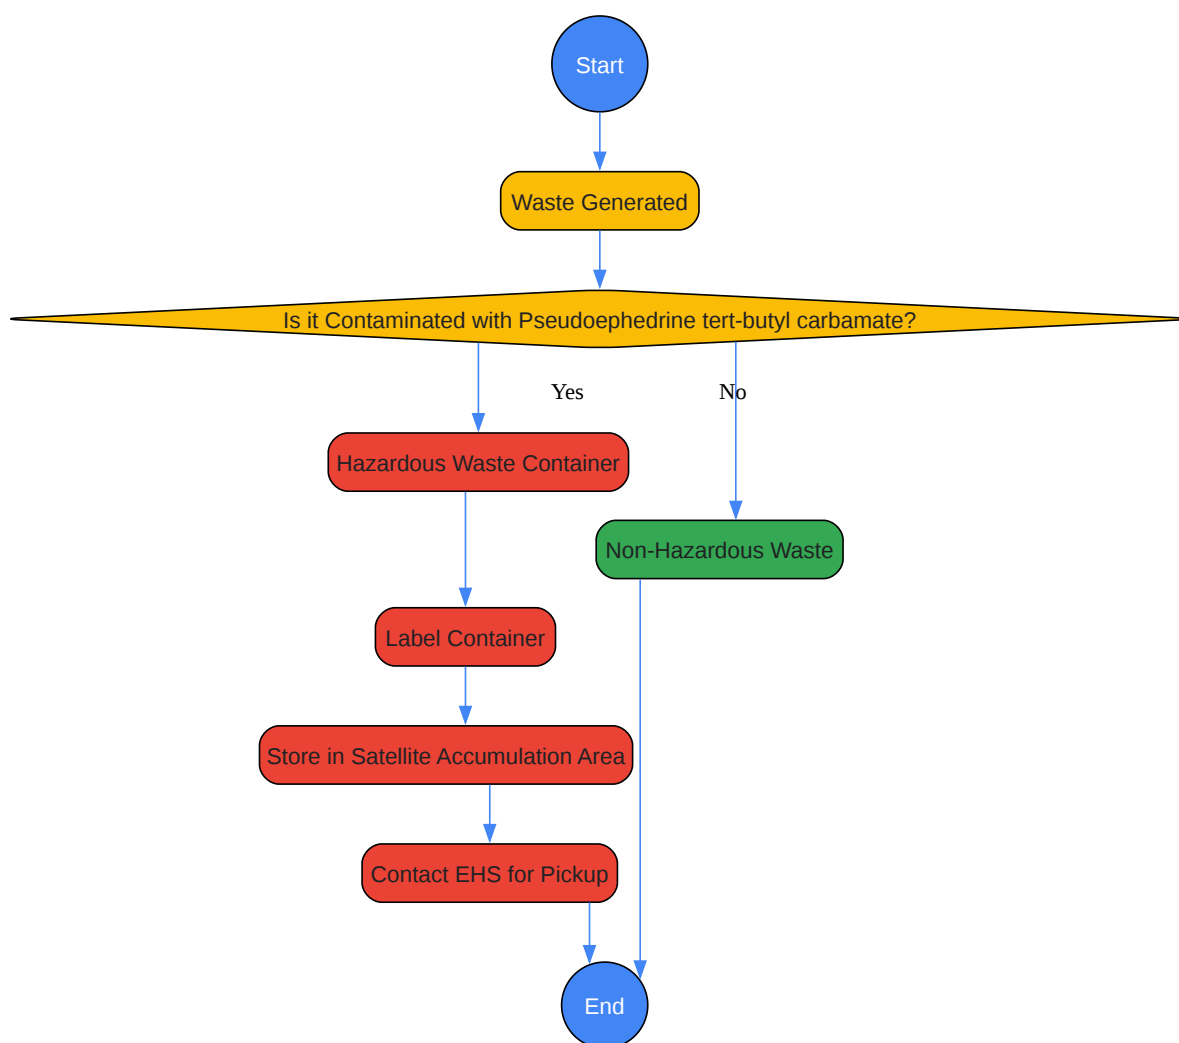 Start
Waste Generated
Is it Contaminated with Pseudoephedrine tert-butyl carbamate?
Yes
No
Hazardous Waste Container
Non-Hazardous Waste
Label Container
Store in Satellite Accumulation Area
Contact EHS for Pickup
End